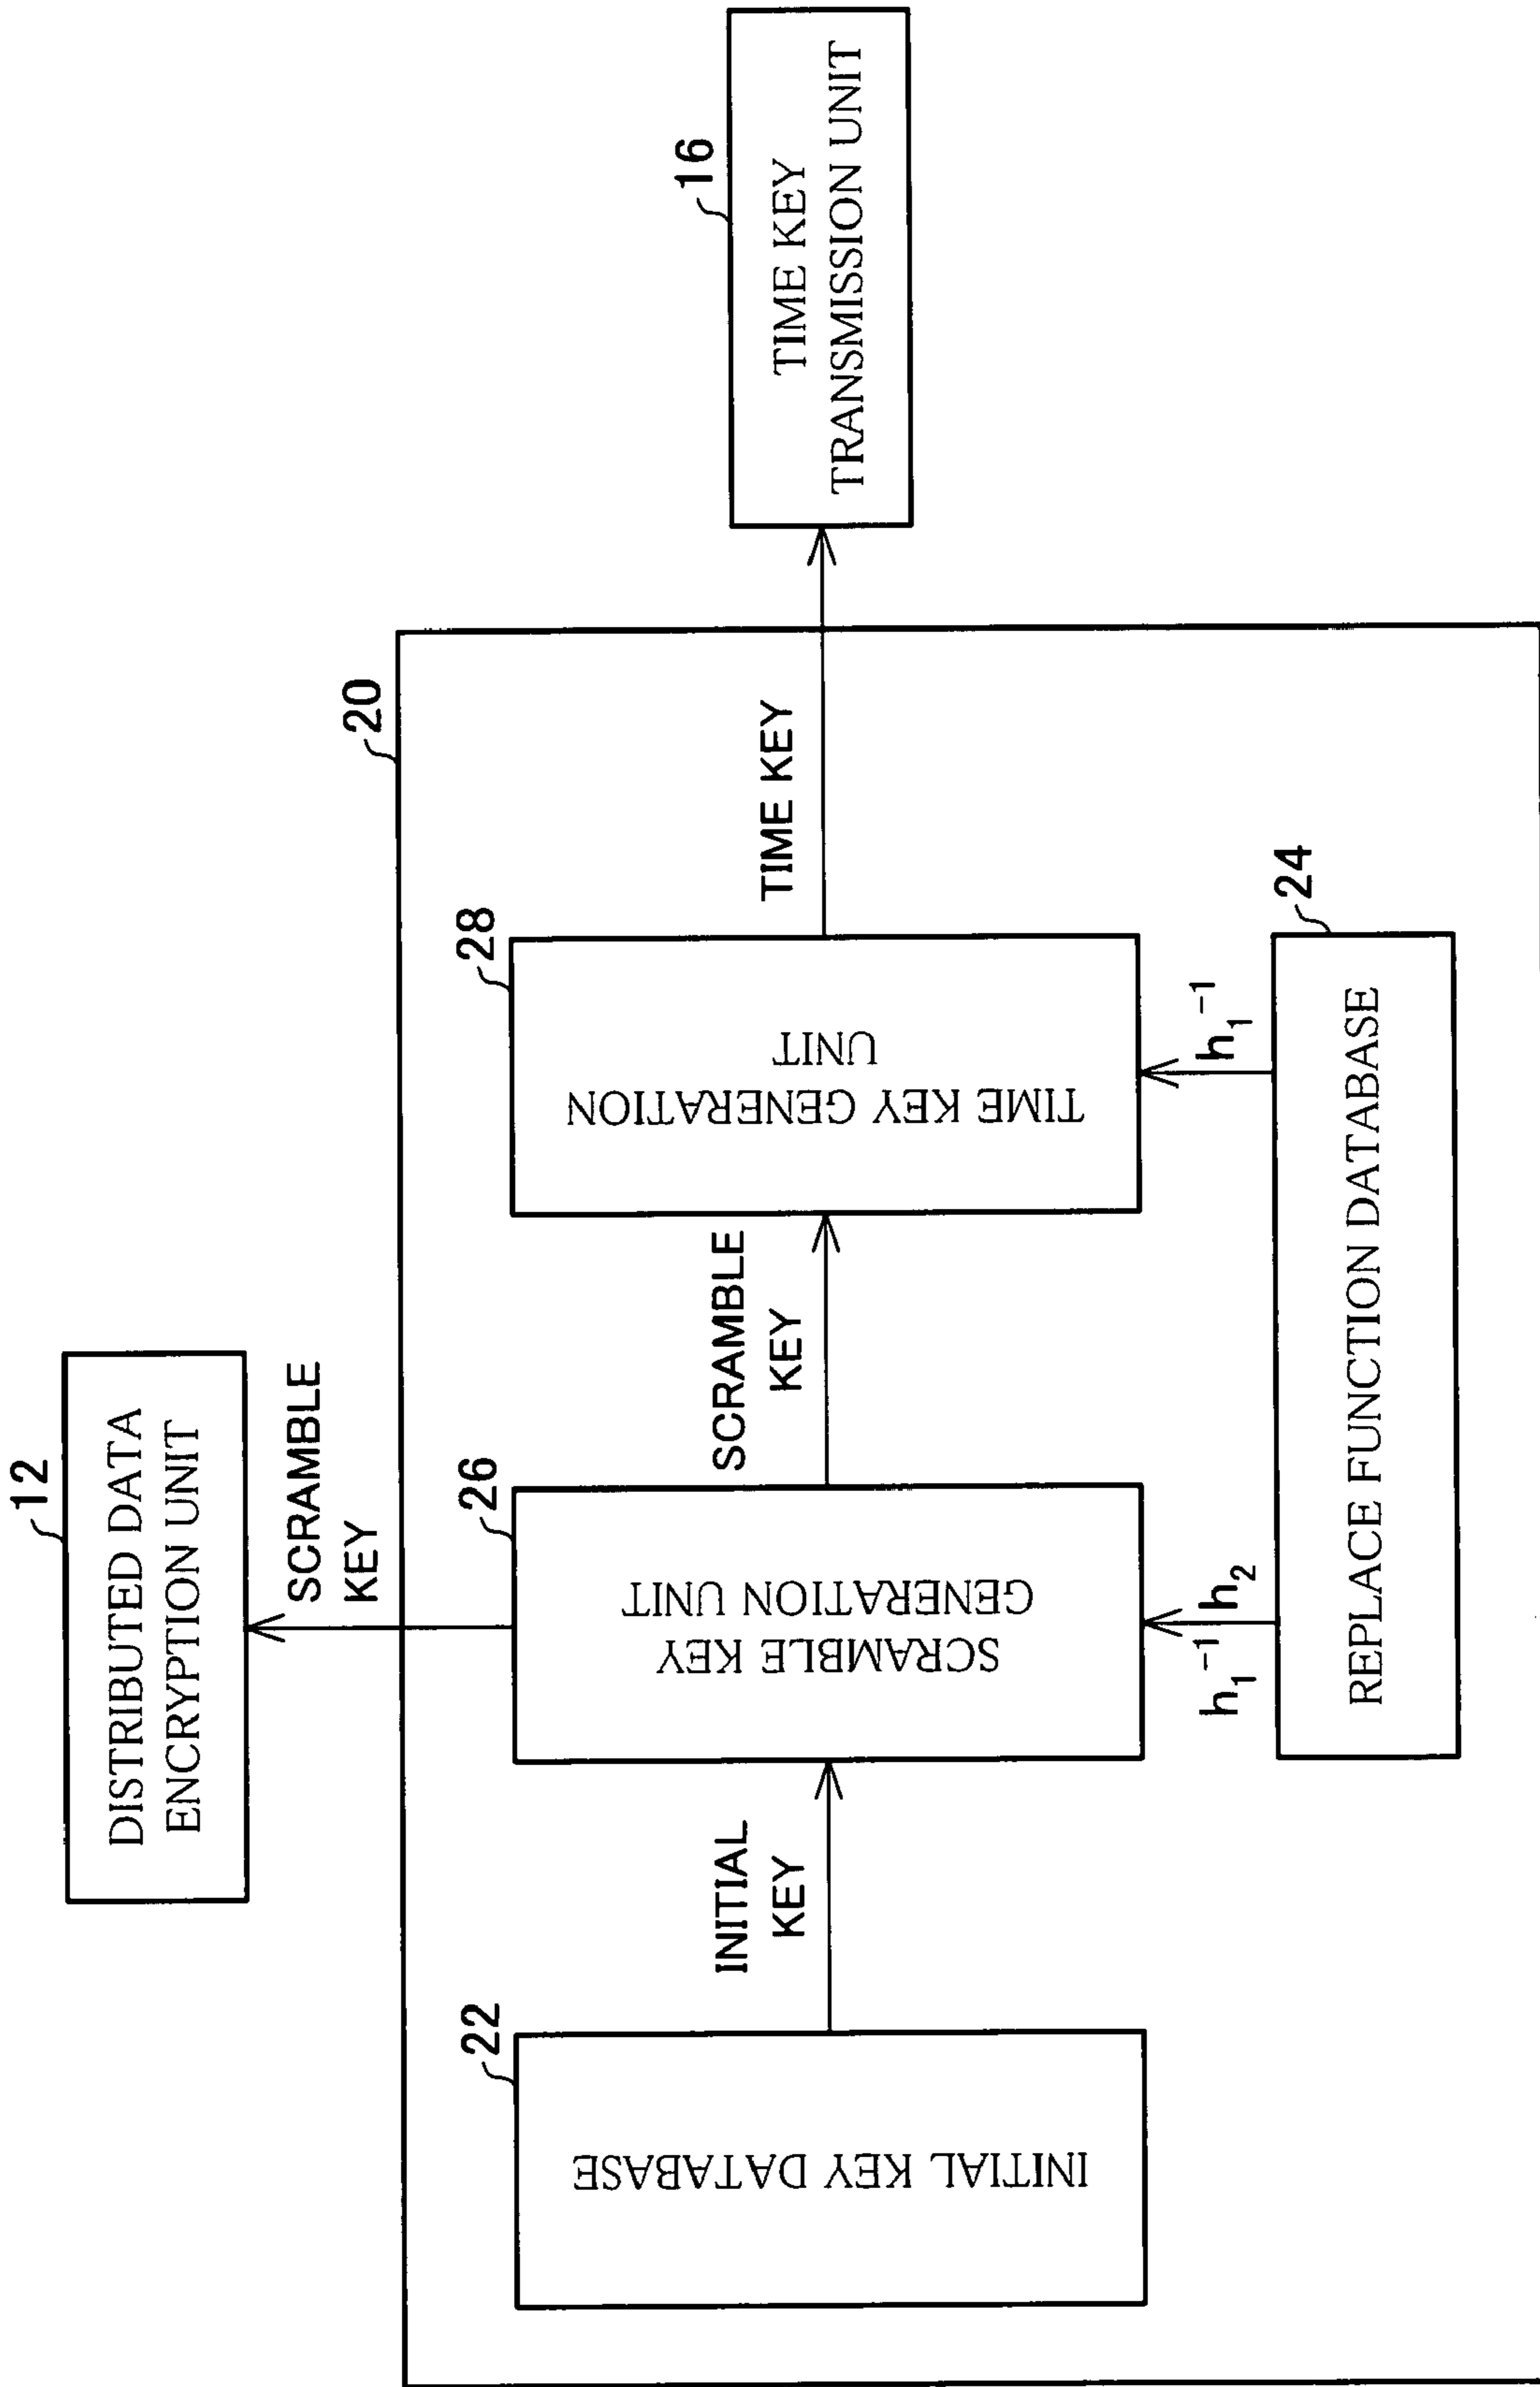 12
DISTRIBUTED DATA
ENCRYPTION UNIT
SCRAMBLE
KEY
20
22
INITIAL KEY DATABASE
INITIAL
KEY
26
SCRAMBLE KEY
GENERATION UNIT
SCRAMBLE
KEY
28
TIME KEY GENERATION
UNIT
TIME KEY
16
TIME KEY
TRANSMISSION UNIT
h₁⁻¹ h₂
h₁⁻¹
24
REPLACE FUNCTION DATABASE